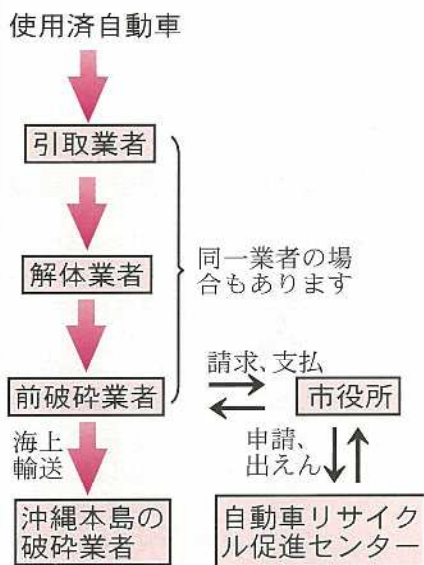 使用済自動車
引取業者
解体業者
同一業者の場
合もあります
前破砕業者
請求、支払
市役所
海上
輸送
申請、
出えん
沖縄本島の
破砕業者
自動車リサイク
ル促進センター